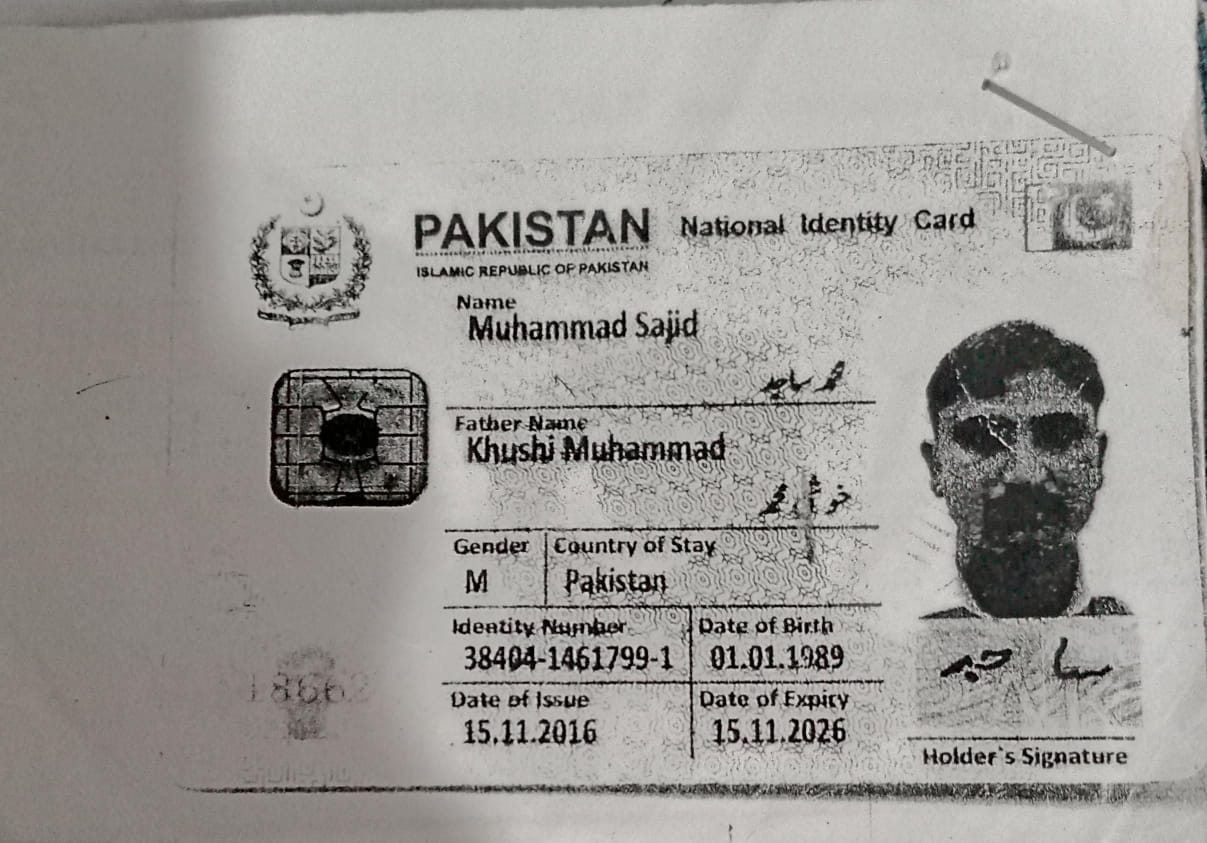 PAKISTAN National Identity Card
ISLAMIC REPUBLIC OF PAKISTAN
Name
Muhammad Sajid
محمد ساجد
Father Name
Khushi Muhammad
خوشی محمد
Gender Country of Stay
M Pakistan
Identity Number Date of Birth
38404-1461799-1 01.01.1989
Date of Issue Date of Expiry
15.11.2016 15.11.2026
ساجد
Holder's Signature